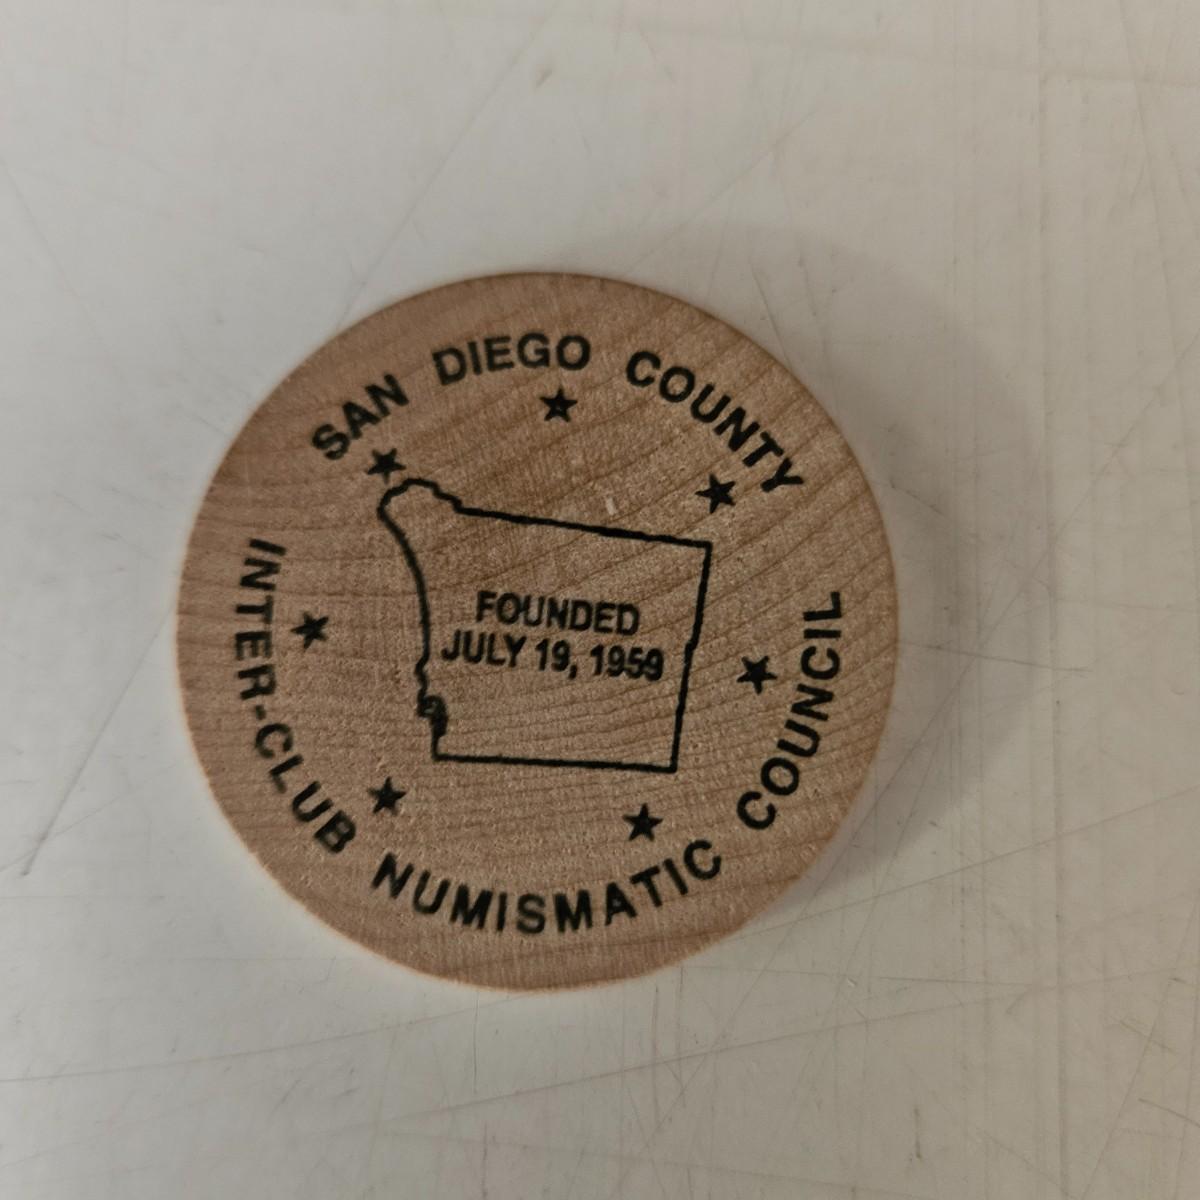 SAN DIEGO COUNTY
INTER-CLUB NUMISMATIC COUNCIL
FOUNDED
JULY 19, 1959